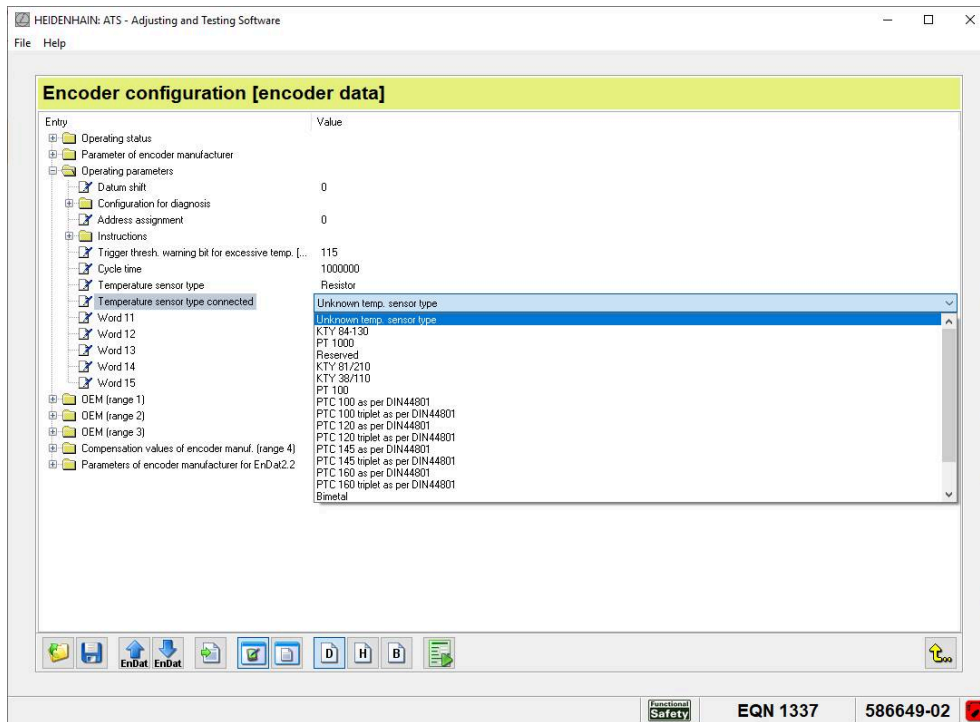 HEIDENHAIN: ATS - Adjusting and Testing Software
File Help
Encoder configuration [encoder data]
Entry Value
Operating status
Parameter of encoder manufacturer
Operating parameters
Datum shift 0
Configuration for diagnosis
Address assignment 0
Instructions
Trigger thresh. warning bit for excessive temp. [... 115
Cycle time 1000000
Temperature sensor type Resistor
Temperature sensor type connected Unknown temp. sensor type
Unknown temp. sensor type
KTY 84-130
PT 1000
Reserved
KTY 81/210
KTY 38/110
PT 100
PTC 100 as per DIN44801
PTC 100 triplet as per DIN44801
PTC 120 as per DIN44801
PTC 120 triplet as per DIN44801
PTC 145 as per DIN44801
PTC 145 triplet as per DIN44801
PTC 160 as per DIN44801
PTC 160 triplet as per DIN44801
Bimetal
Word 11
Word 12
Word 13
Word 14
Word 15
OEM (range 1)
OEM (range 2)
OEM (range 3)
Compensation values of encoder manuf. (range 4)
Parameters of encoder manufacturer for EnDat2.2
EnDat EnDat D H B
Functional
Safety EQN 1337 586649-02